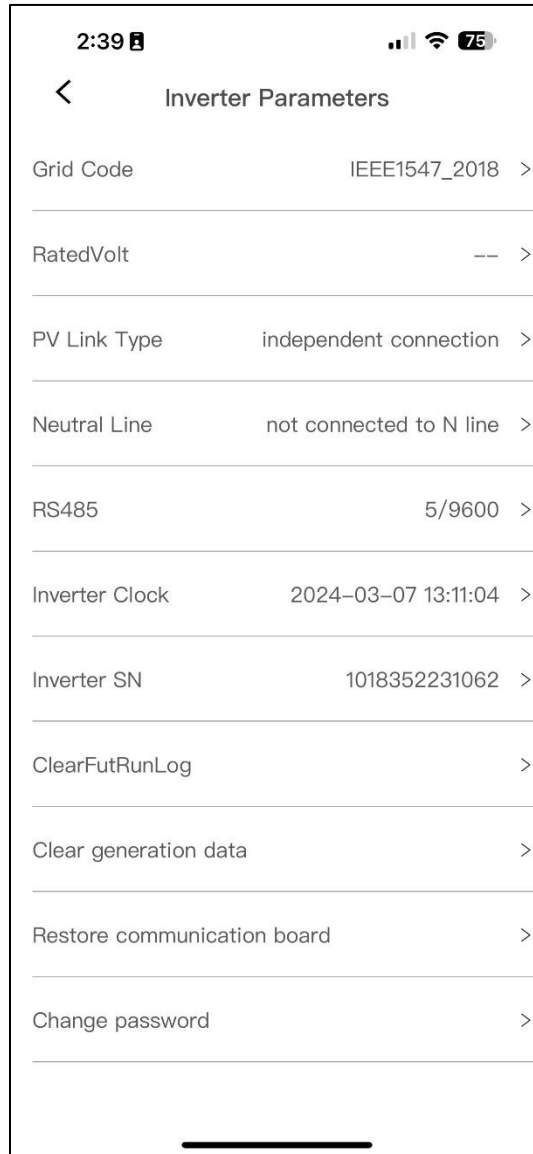 2:39 75
Inverter Parameters
Grid Code IEEE1547_2018 >
RatedVolt -- >
PV Link Type independent connection >
Neutral Line not connected to N line >
RS485 5/9600 >
Inverter Clock 2024-03-07 13:11:04 >
Inverter SN 1018352231062 >
ClearFutRunLog >
Clear generation data >
Restore communication board >
Change password >